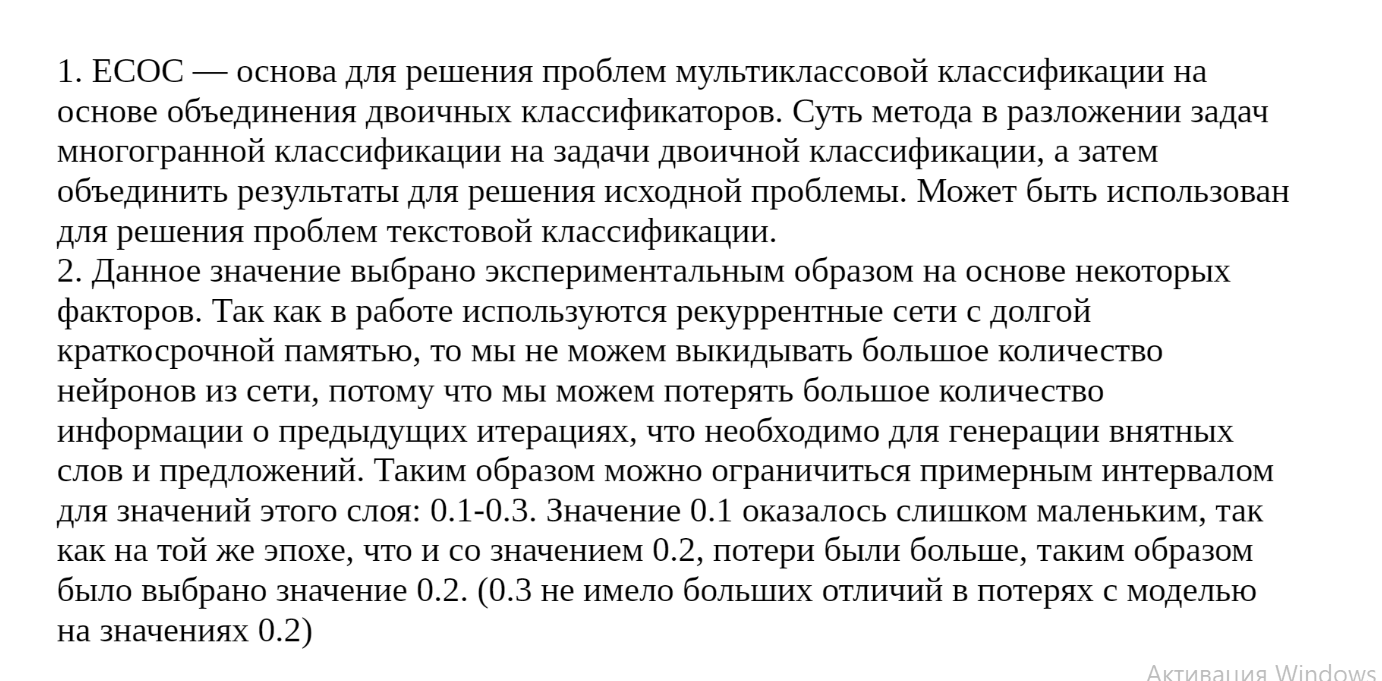 1. ECOC — основа для решения проблем мультиклассовой классификации на
основе объединения двоичных классификаторов. Суть метода в разложении задач
многогранной классификации на задачи двоичной классификации, а затем
объединить результаты для решения исходной проблемы. Может быть использован
для решения проблем текстовой классификации.
2. Данное значение выбрано экспериментальным образом на основе некоторых
факторов. Так как в работе используются рекуррентные сети с долгой
краткосрочной памятью, то мы не можем выкидывать большое количество
нейронов из сети, потому что мы можем потерять большое количество
информации о предыдущих итерациях, что необходимо для генерации внятных
слов и предложений. Таким образом можно ограничиться примерным интервалом
для значений этого слоя: 0.1-0.3. Значение 0.1 оказалось слишком маленьким, так
как на той же эпохе, что и со значением 0.2, потери были больше, таким образом
было выбрано значение 0.2. (0.3 не имело больших отличий в потерях с моделью
на значениях 0.2)
Активация Windows